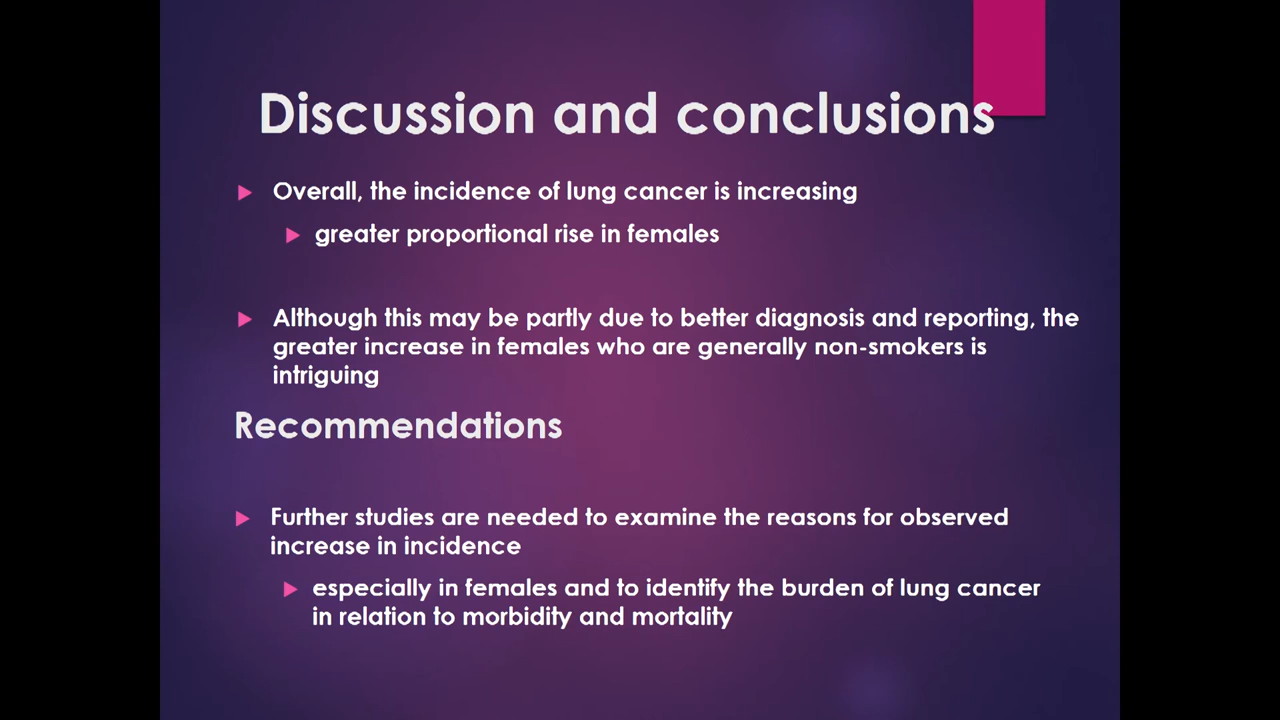 Discussion and conclusions
Overall, the incidence of lung cancer is increasing
greater proportional rise in females
Although this may be partly due to better diagnosis and reporting, the
greater increase in females who are generally non-smokers is
intriguing
Recommendations
Further studies are needed to examine the reasons for observed
increase in incidence
especially in females and to identify the burden of lung cancer
in relation to morbidity and mortality